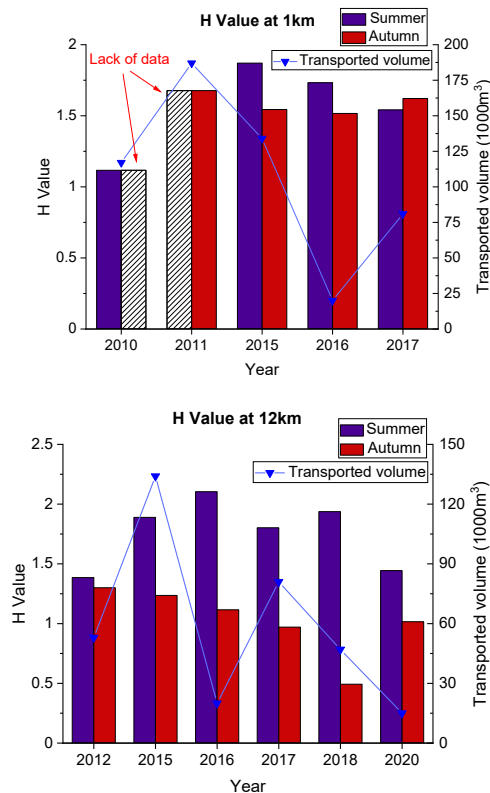 H Value at 1km
Summer
Autumn
Transported volume
Lack of data
2
1.5
1
0.5
0
H Value
200
175
150
125
100
75
50
25
0
Transported volume (1000m³)
2010 2011 2015 2016 2017
Year
H Value at 12km
Summer
Autumn
Transported volume
2.5
2
1.5
1
0.5
0
H Value
150
120
90
60
30
0
Transported volume (1000m³)
2012 2015 2016 2017 2018 2020
Year